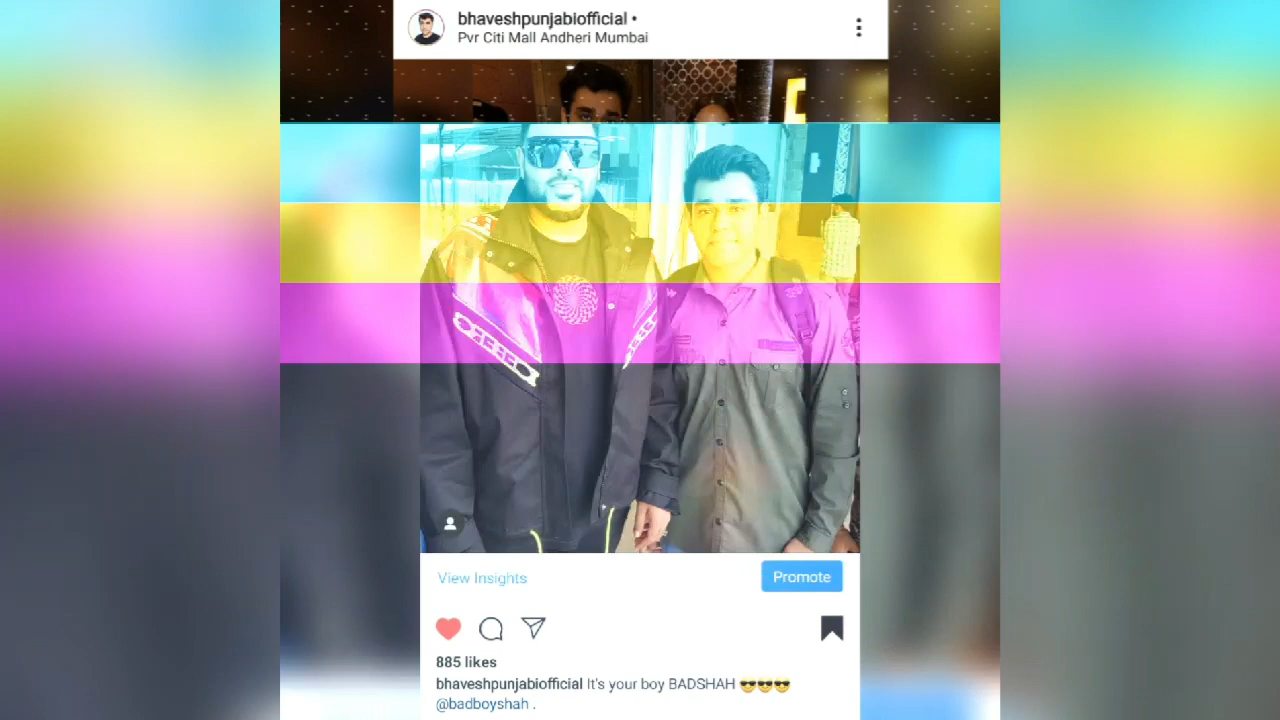 bhaveshpunjabiofficial •
Pvr Citi Mall Andheri Mumbai
View Insights
Promote
885 likes
bhaveshpunjabiofficial It's your boy BADSHAH 😎😎😎
@badboyshah .